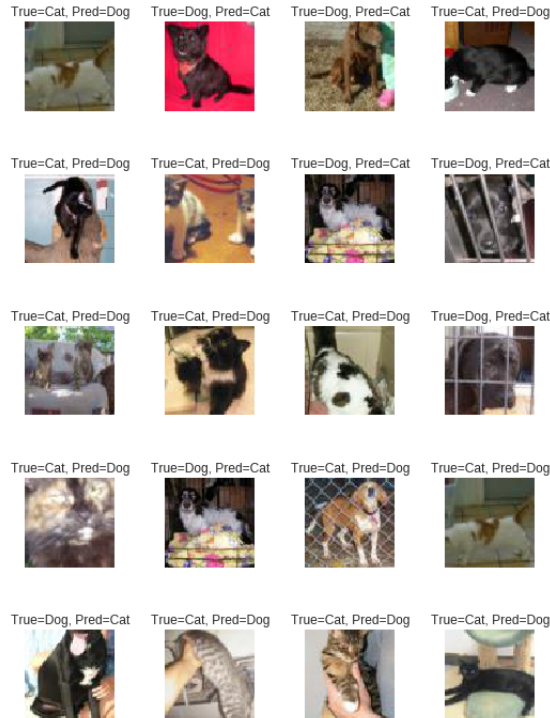 True=Cat, Pred=Dog True=Dog, Pred=Cat True=Dog, Pred=Cat True=Cat, Pred=Dog
True=Cat, Pred=Dog True=Cat, Pred=Dog True=Dog, Pred=Cat True=Dog, Pred=Cat
True=Cat, Pred=Dog True=Cat, Pred=Dog True=Cat, Pred=Dog True=Dog, Pred=Cat
True=Cat, Pred=Dog True=Dog, Pred=Cat True=Cat, Pred=Dog True=Cat, Pred=Dog
True=Dog, Pred=Cat True=Cat, Pred=Dog True=Cat, Pred=Dog True=Cat, Pred=Dog